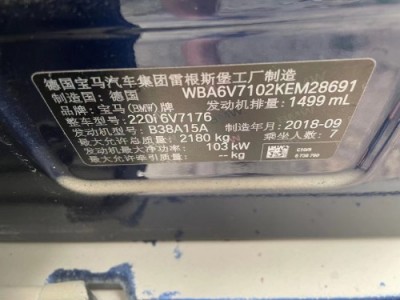 德国宝马汽车集团雷根斯堡工厂制造
制造国：德国 WBA6V7102KEM28691
品牌：宝马(BMW)牌 发动机排量：1499 mL
整车型号：220i 6V7176
发动机型号：B38A15A 制造年月：2018-09
最大允许总质量：2180 kg 乘坐人数：7
发动机最大净功率：103 kW
最大允许牵引质量：-- kg